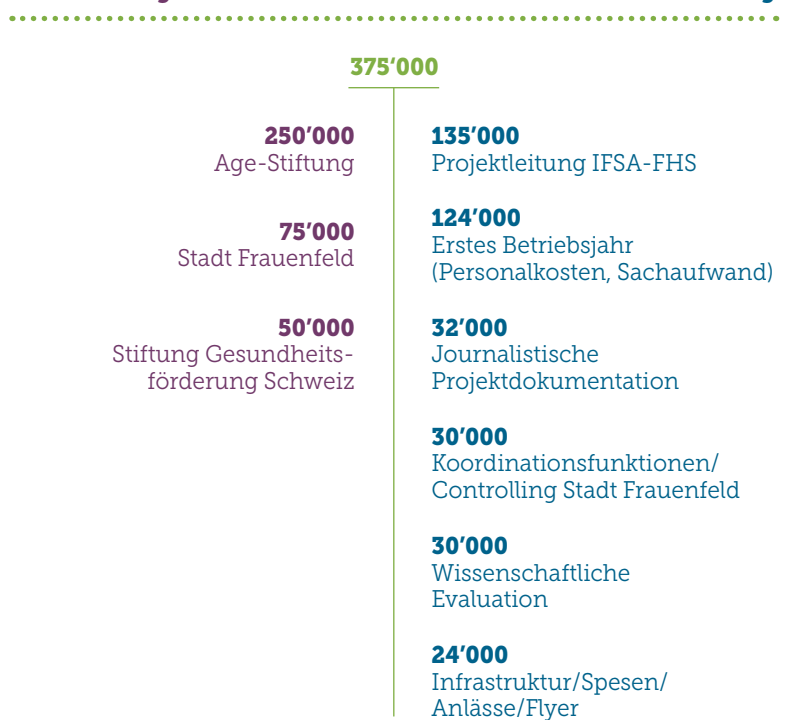 375‘000
250’000
Age-Stiftung
75’000
Stadt Frauenfeld
50’000
Stiftung Gesundheits-
förderung Schweiz
135’000
Projektleitung IFSA-FHS
124’000
Erstes Betriebsjahr
(Personalkosten, Sachaufwand)
32’000
Journalistische
Projektdokumentation
30’000
Koordinationsfunktionen/
Controlling Stadt Frauenfeld
30’000
Wissenschaftliche
Evaluation
24’000
Infrastruktur/Spesen/
Anlässe/Flyer